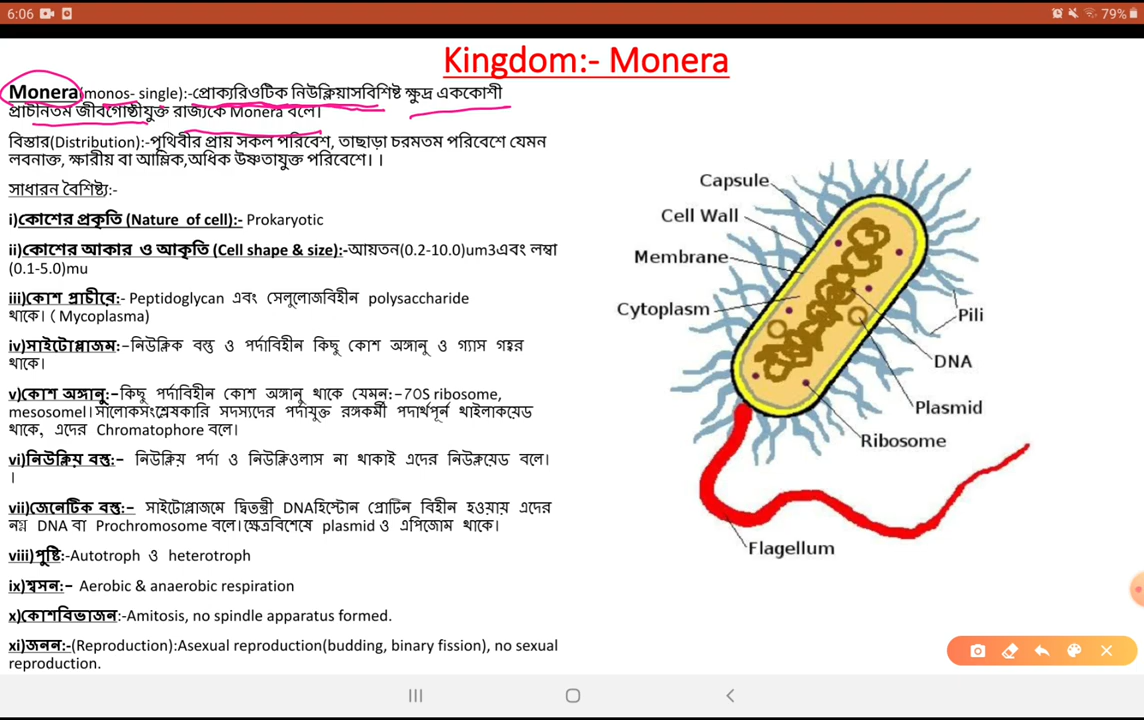 6:06
79%
Kingdom:- Monera
Monera(monos- single):-প্রোক্যরিওটিক নিউক্লিয়াসবিশিষ্ট ক্ষুদ্র এককোশী
প্রাচীনতম জীবগোষ্ঠীযুক্ত রাজ্যকে Monera বলে।
বিস্তার(Distribution):-পৃথিবীর প্রায় সকল পরিবেশ, তাছাড়া চরমতম পরিবেশে যেমন
লবনাক্ত, ক্ষারীয় বা আম্লিক,অধিক উষ্ণতাযুক্ত পরিবেশে। ।
সাধারন বৈশিষ্ট্য:-
i)কোশের প্রকৃতি (Nature of cell):- Prokaryotic
ii)কোশের আকার ও আকৃতি (Cell shape & size):-আয়তন(0.2-10.0)um3এবং লম্বা
(0.1-5.0)mu
iii)কোশ প্রাচীরে:- Peptidoglycan এবং সেলুলোজবিহীন polysaccharide
থাকে। ( Mycoplasma)
iv)সাইটোপ্লাজম:-নিউক্লিক বস্তু ও পর্দাবিহীন কিছু কোশ অঙ্গানু ও গ্যাস গহ্বর
থাকে।
v)কোশ অঙ্গানু:-কিছু পর্দাবিহীন কোশ অঙ্গানু থাকে যেমন:-70S ribosome,
mesosomel।সালোকসংশ্লেষকারি সদস্যদের পর্দাযুক্ত রঙ্গকর্মী পদার্থপূর্ন থাইলাকয়েড
থাকে, এদের Chromatophore বলে।
vi)নিউক্লিয় বস্তু:- নিউক্লিয় পর্দা ও নিউক্লিওলাস না থাকাই এদের নিউক্লয়েড বলে।
।
vii)জেনেটিক বস্তু:- সাইটোপ্লাজমে দ্বিতন্ত্রী DNAহিস্টোন প্রোটিন বিহীন হওয়ায় এদের
নগ্ন DNA বা Prochromosome বলে।ক্ষেত্রবিশেষে plasmid ও এপিজোম থাকে।
viii)পুষ্টি:-Autotroph ও heterotroph
ix)শ্বসন:- Aerobic & anaerobic respiration
x)কোশবিভাজন:-Amitosis, no spindle apparatus formed.
xi)জনন:-(Reproduction):Asexual reproduction(budding, binary fission), no sexual
reproduction.
Capsule
Cell Wall
Membrane
Cytoplasm
Pili
DNA
Plasmid
Ribosome
Flagellum